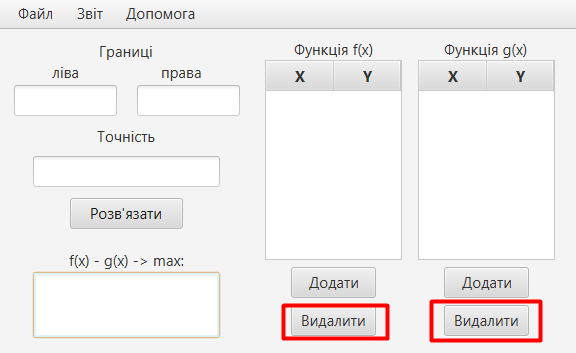 Файл Звіт Допомога
Границі
ліва права
Точність
Розв'язати
f(x) - g(x) -> max:
Функція f(x)
X Y
Додати
Видалити
Функція g(x)
X Y
Додати
Видалити